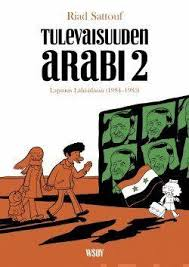 Riad Sattouf
TULEVAISUUDEN
ARABI 2
Lapsuus Lähi-idässä (1984–1985)
WSOY